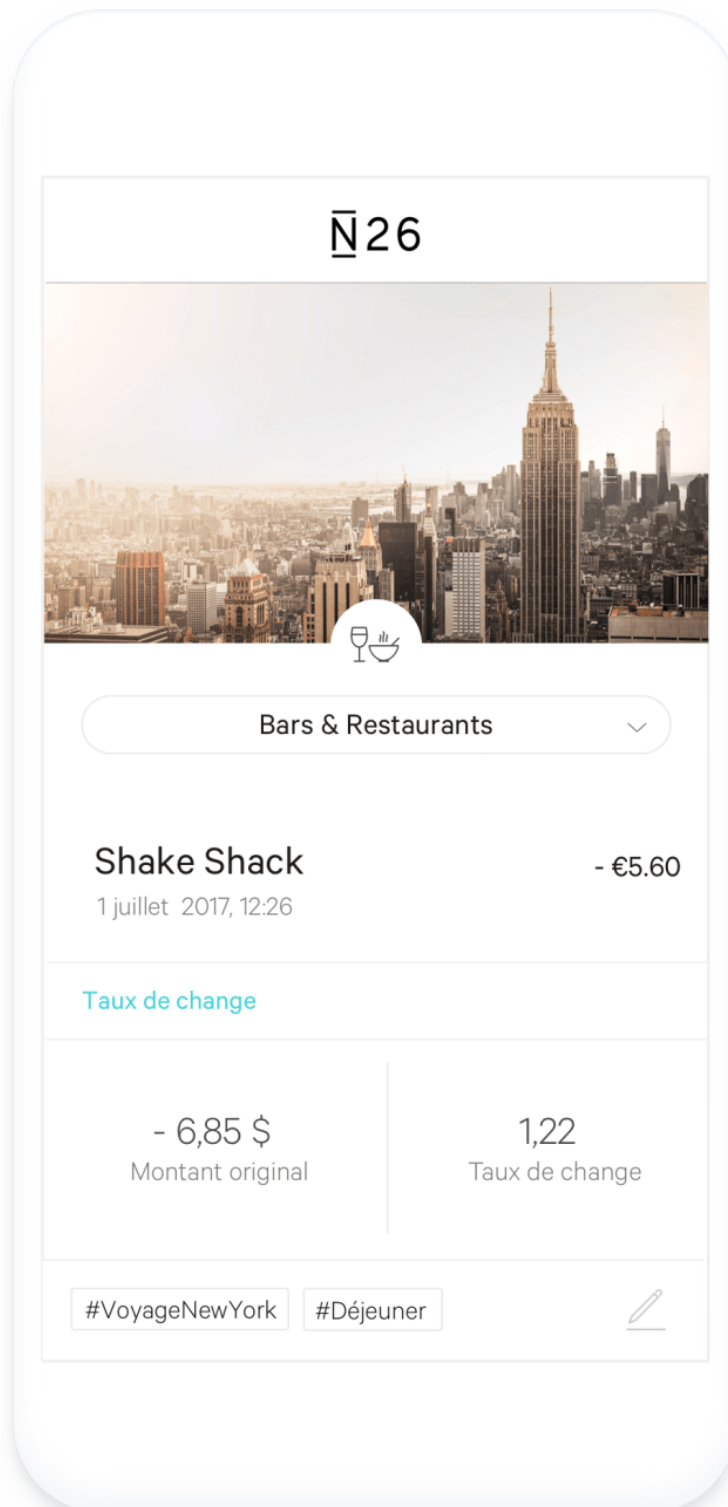 N26
Bars & Restaurants
Shake Shack
- €5.60
1 juillet 2017, 12:26
Taux de change
- 6,85 $
Montant original
1,22
Taux de change
#VoyageNewYork
#Déjeuner